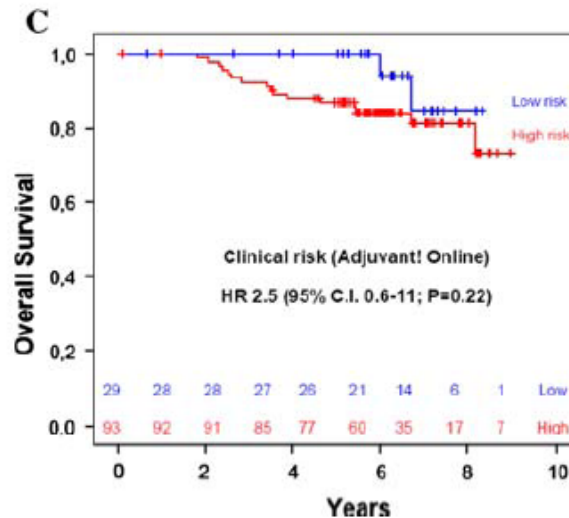 C
Overall Survival
1,0
0,8
0,6
0,4
0,2
0.0
Low risk
High risk
Clinical risk (Adjuvant! Online)
HR 2.5 (95% C.I. 0.6-11; P=0.22)
29 28 28 27 26 21 14 6 1 Low
93 92 91 85 77 60 35 17 7 High
0 2 4 6 8 10
Years